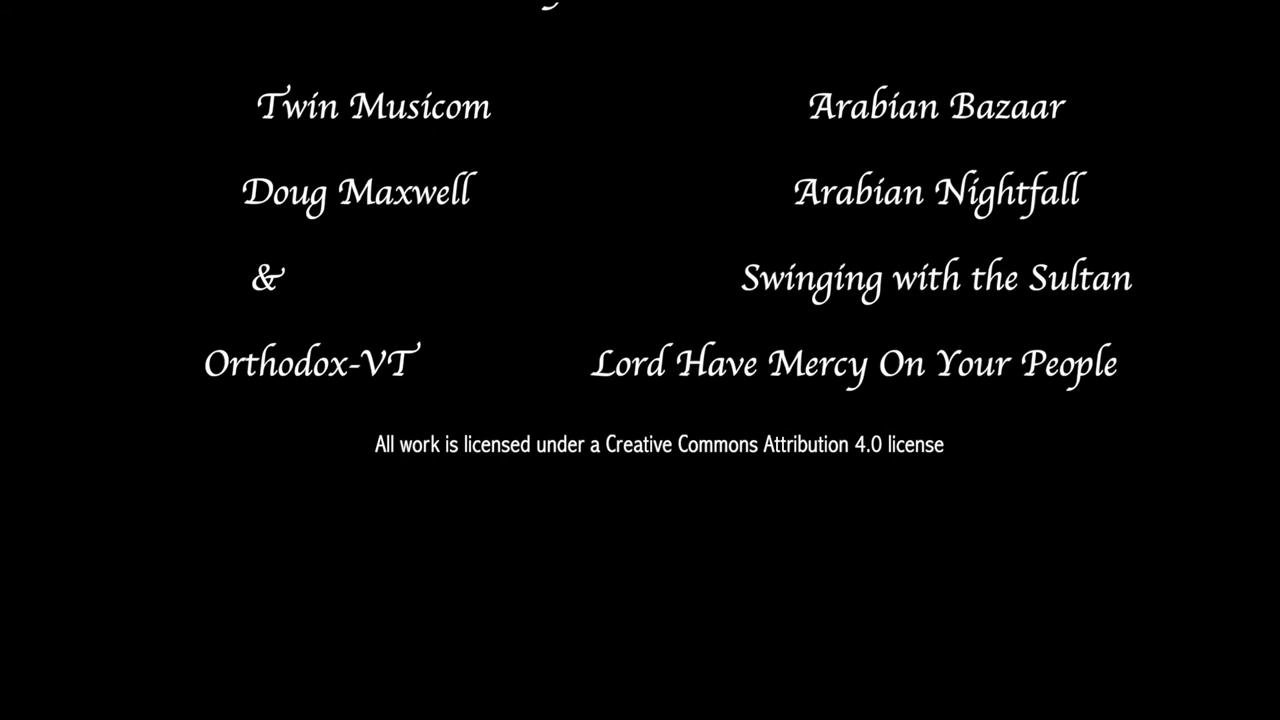 Twin Musicom Arabian Bazaar
Doug Maxwell Arabian Nightfall
& Swinging with the Sultan
Orthodox-VT Lord Have Mercy On Your People
All work is licensed under a Creative Commons Attribution 4.0 license